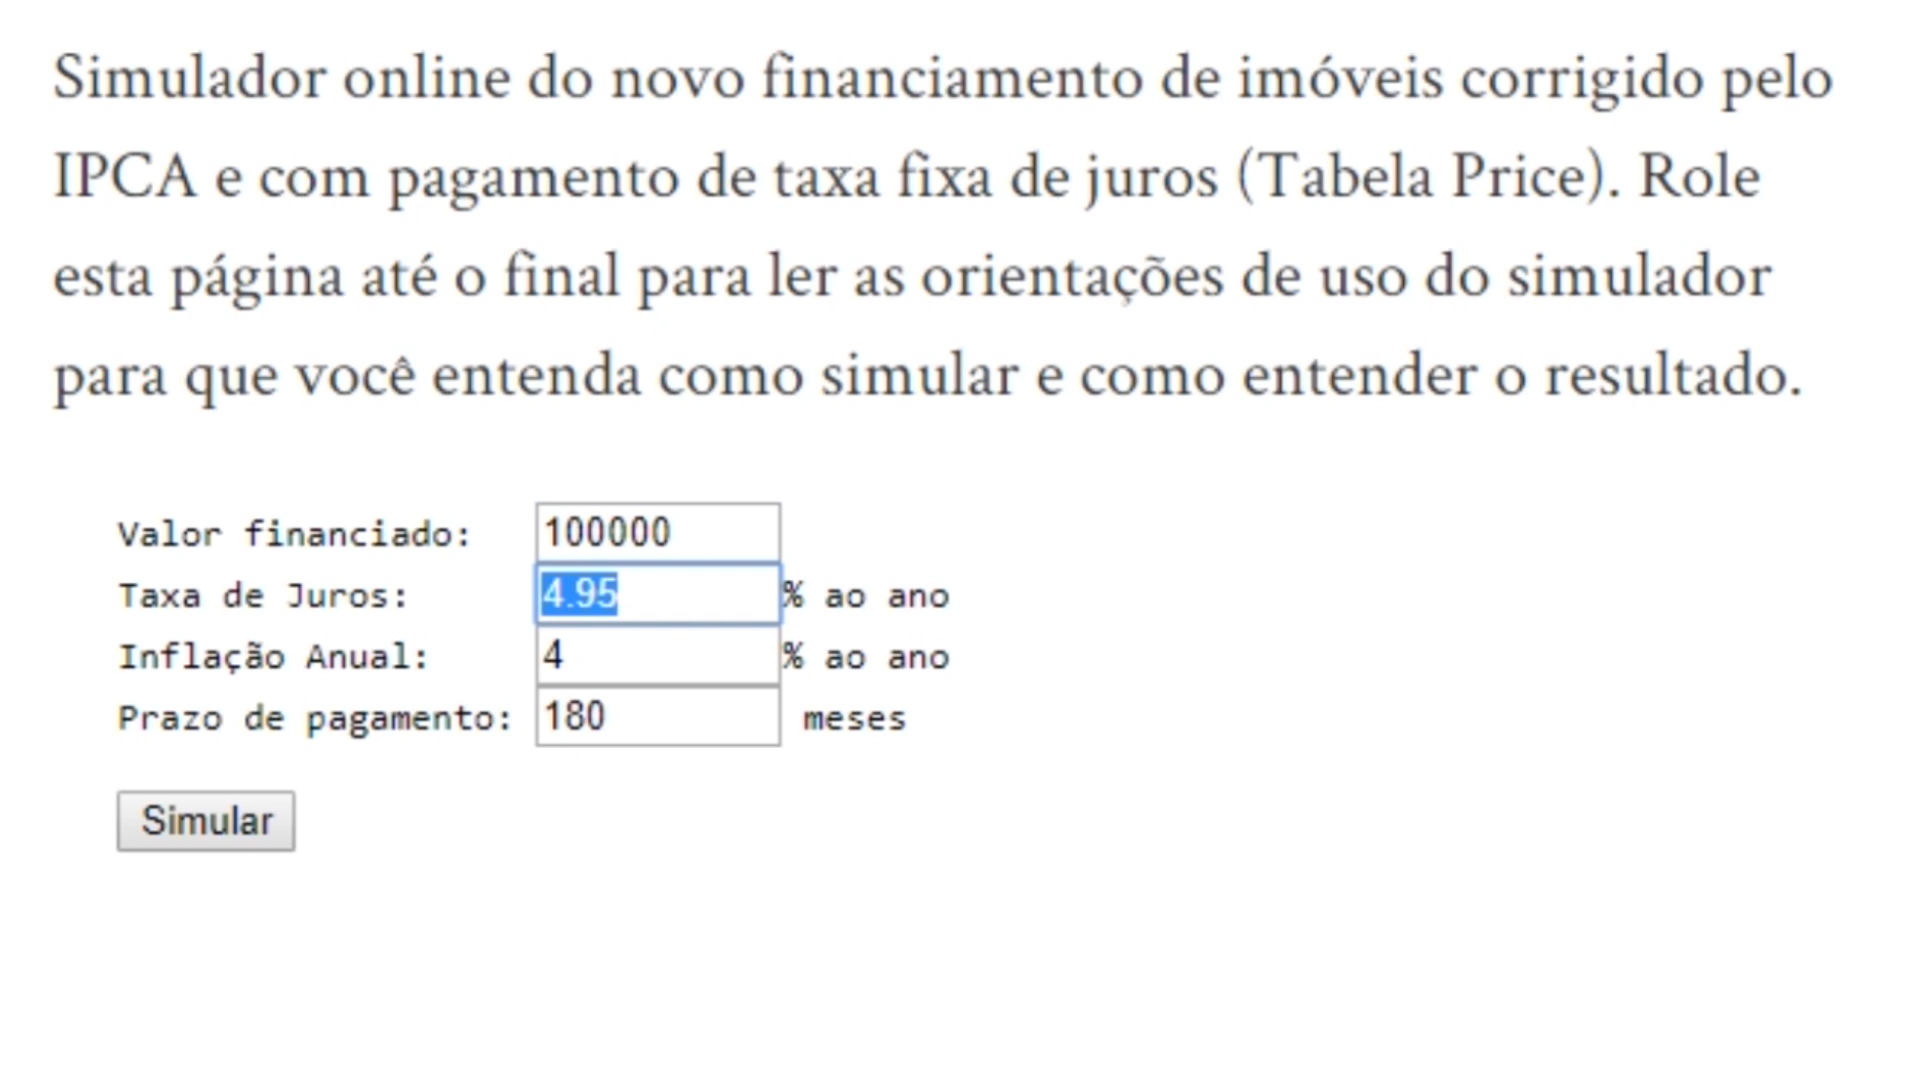 Simulador online do novo financiamento de imóveis corrigido pelo
IPCA e com pagamento de taxa fixa de juros (Tabela Price). Role
esta página até o final para ler as orientações de uso do simulador
para que você entenda como simular e como entender o resultado.
Valor financiado: 100000
Taxa de Juros: 4.95 % ao ano
Inflação Anual: 4 % ao ano
Prazo de pagamento: 180 meses
Simular